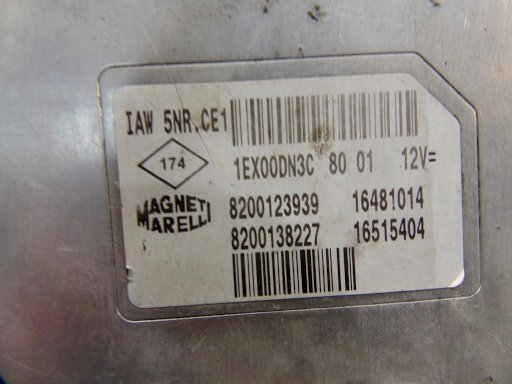 IAW 5NR.CE1
174
1EX00DN3C 80 01 12V=
MAGNETI MARELLI
8200123939 16481014
8200138227 16515404